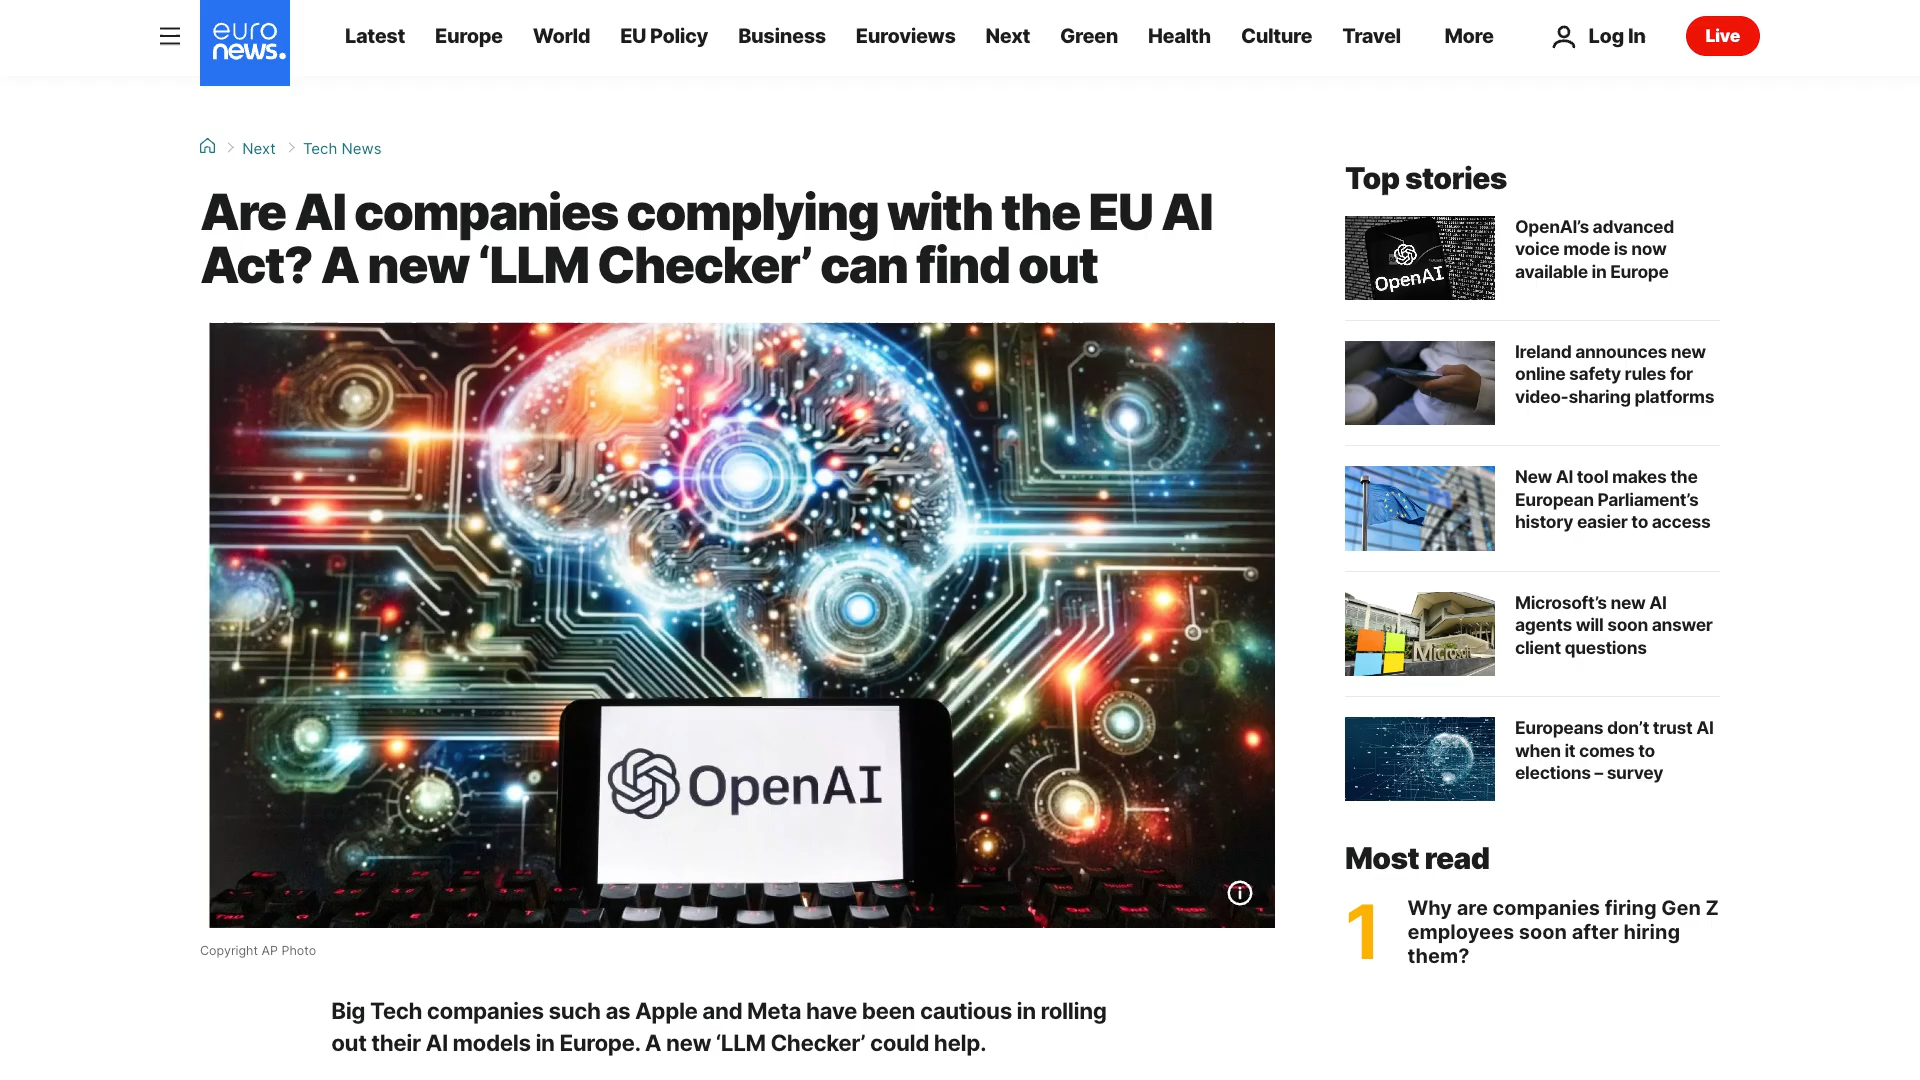 euro
news.
Latest
Europe
World
EU Policy
Business
Euroviews
Next
Green
Health
Culture
Travel
More
Log In
Live
Next
Tech News
Are AI companies complying with the EU AI
Act? A new ‘LLM Checker’ can find out
OpenAI
Copyright AP Photo
Big Tech companies such as Apple and Meta have been cautious in rolling
out their AI models in Europe. A new ‘LLM Checker’ could help.
Top stories
OpenAI
OpenAI’s advanced
voice mode is now
available in Europe
Ireland announces new
online safety rules for
video-sharing platforms
New AI tool makes the
European Parliament’s
history easier to access
Microsoft
Microsoft’s new AI
agents will soon answer
client questions
Europeans don’t trust AI
when it comes to
elections – survey
Most read
1
Why are companies firing Gen Z
employees soon after hiring
them?